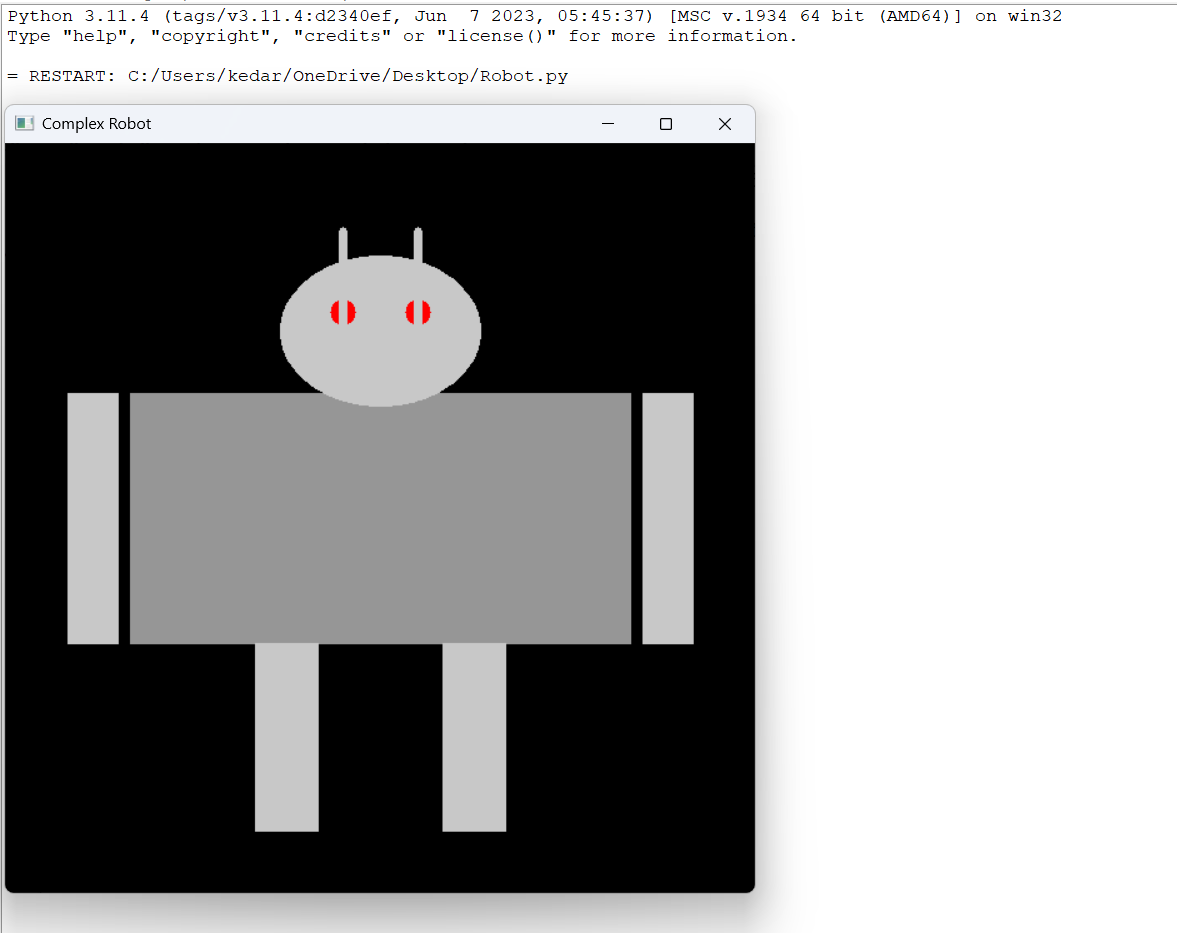 Python 3.11.4 (tags/v3.11.4:d2340ef, Jun  7 2023, 05:45:37) [MSC v.1934 64 bit (AMD64)] on win32
Type "help", "copyright", "credits" or "license()" for more information.
= RESTART: C:/Users/kedar/OneDrive/Desktop/Robot.py
Complex Robot